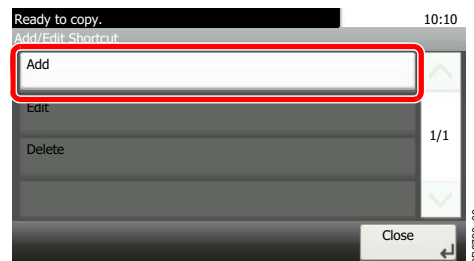 Ready to copy. 10:10
Add/Edit Shortcut
Add
Edit
1/1
Delete
Close